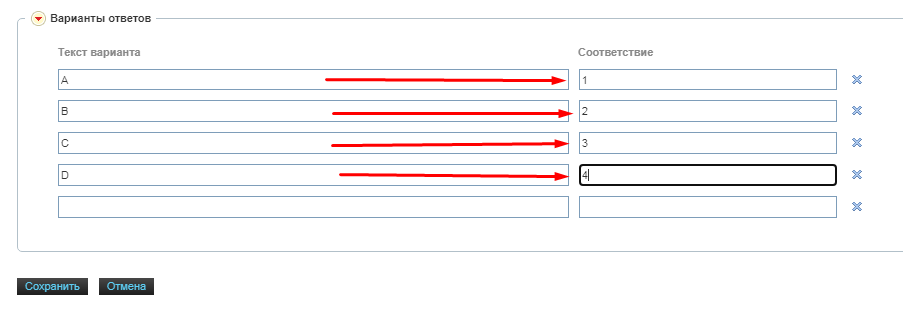 Варианты ответов
Текст варианта Соответствие
A 1
B 2
C 3
D 4
Сохранить Отмена